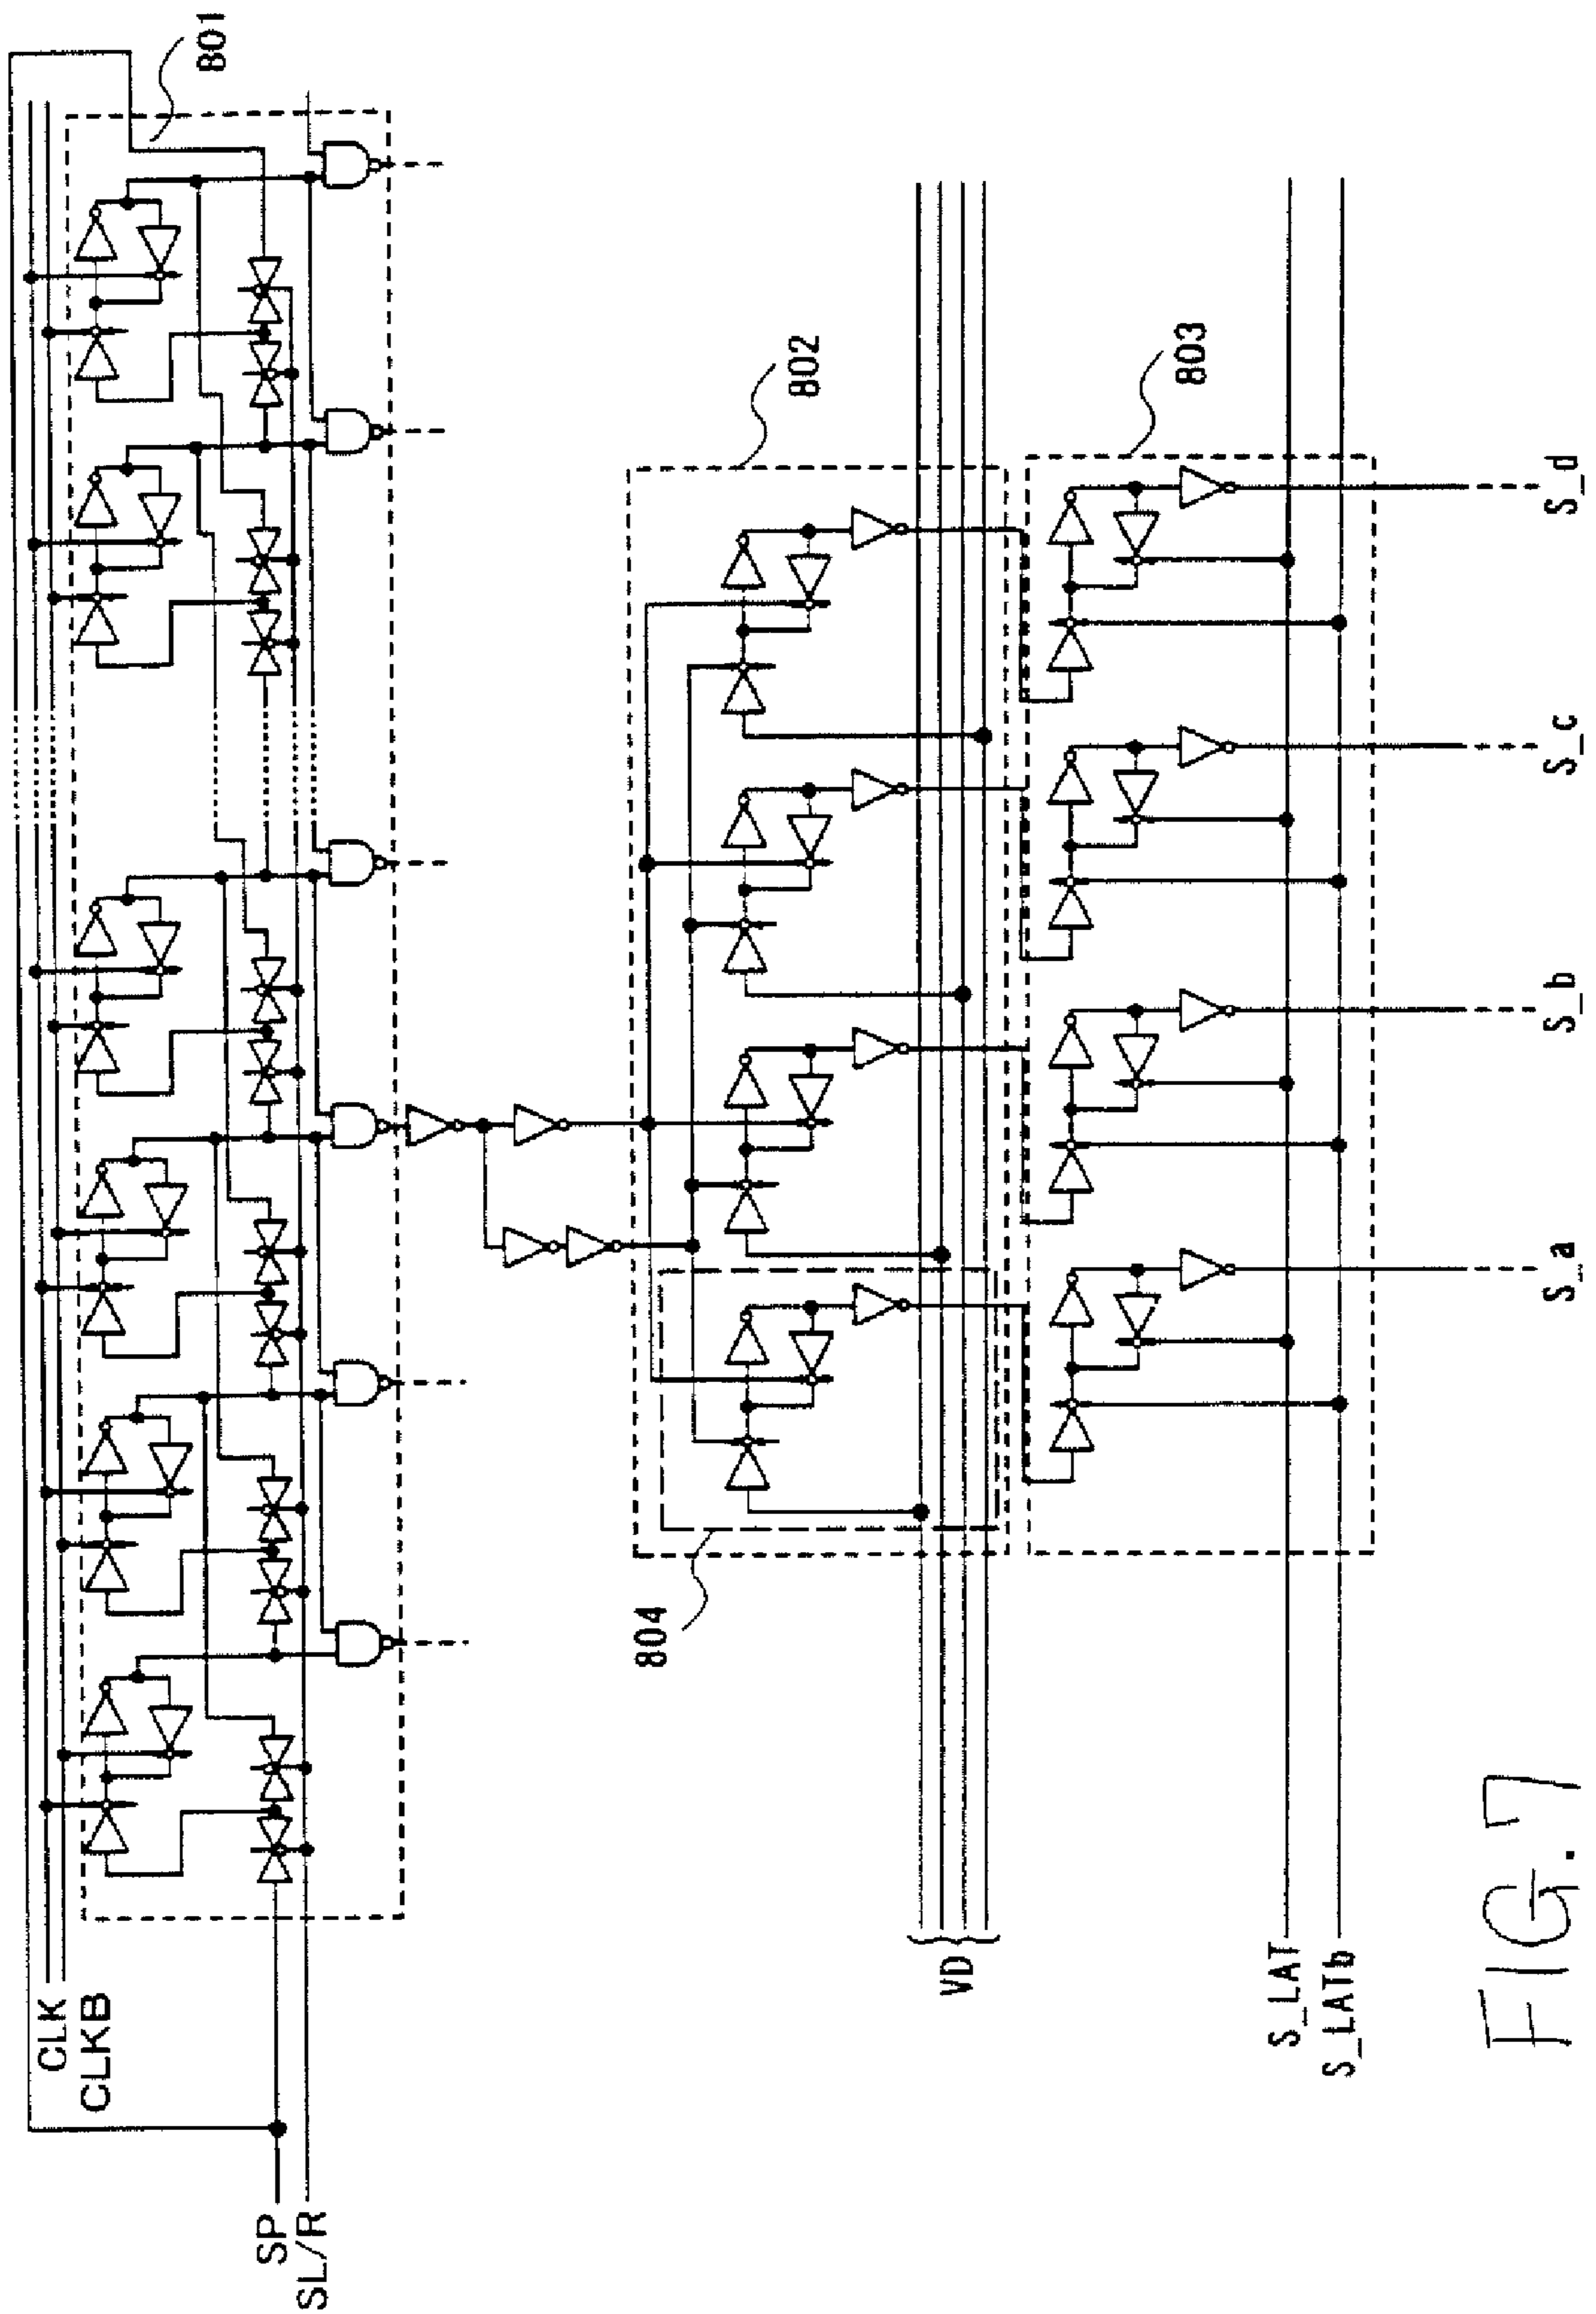 801
CLK
CLKB
SP
SL/R
802
804
VD
803
S_LAT
S_LATb
S_a
S_b
S_c
S_d
FIG. 7